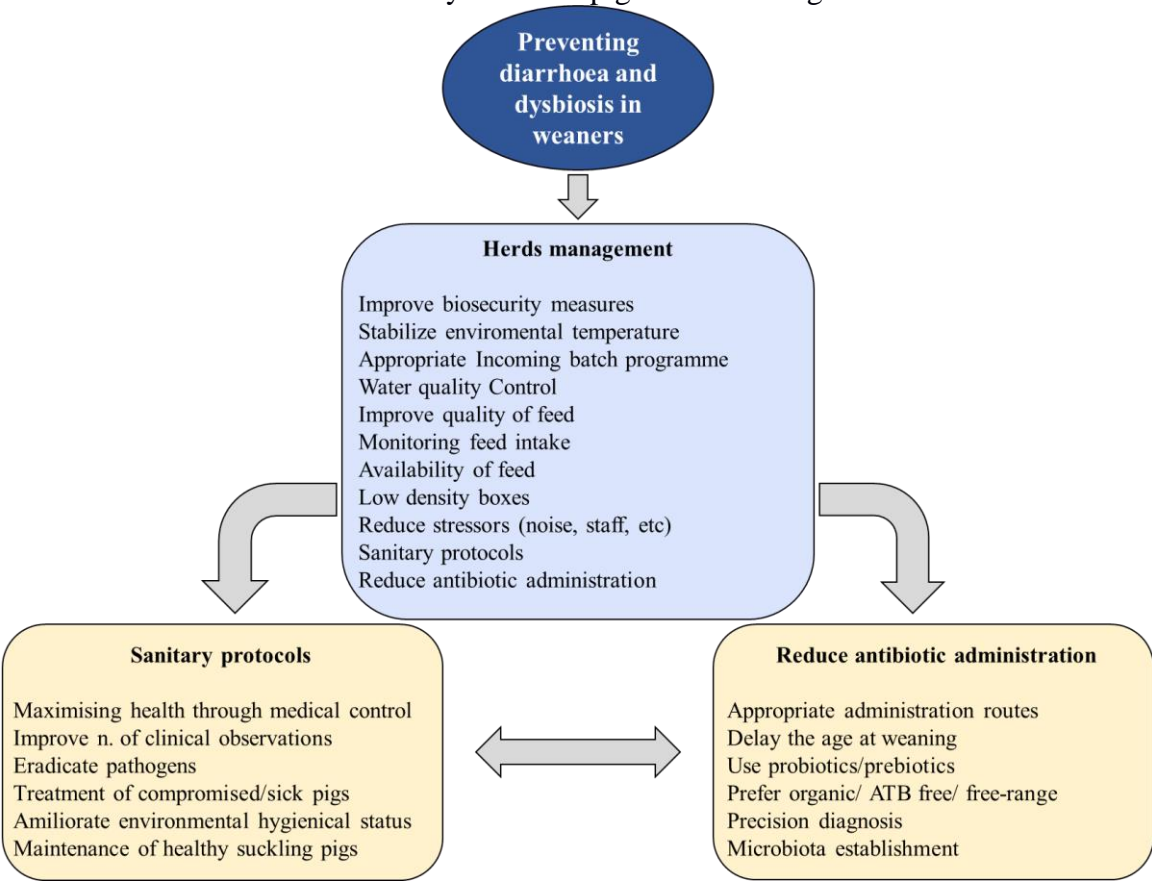 Preventing
diarrhoea and
dysbiosis in
weaners
Herds management
Improve biosecurity measures
Stabilize enviromental temperature
Appropriate Incoming batch programme
Water quality Control
Improve quality of feed
Monitoring feed intake
Availability of feed
Low density boxes
Reduce stressors (noise, staff, etc)
Sanitary protocols
Reduce antibiotic administration
Sanitary protocols
Maximising health through medical control
Improve n. of clinical observations
Eradicate pathogens
Treatment of compromised/sick pigs
Amiliorate environmental hygienical status
Maintenance of healthy suckling pigs
Reduce antibiotic administration
Appropriate administration routes
Delay the age at weaning
Use probiotics/prebiotics
Prefer organic/ ATB free/ free-range
Precision diagnosis
Microbiota establishment